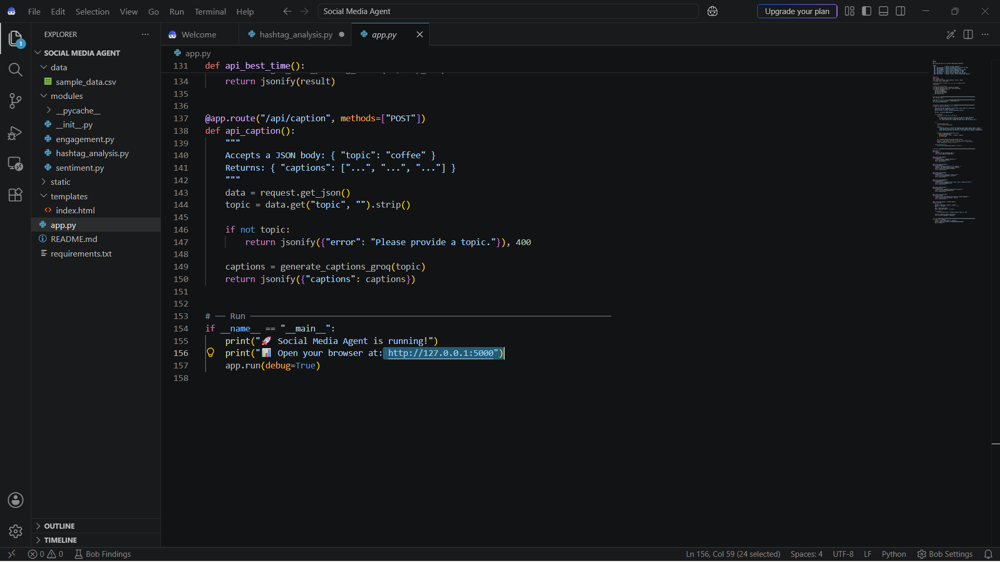 File Edit Selection View Go Run Terminal Help
Social Media Agent
Upgrade your plan
1
EXPLORER
SOCIAL MEDIA AGENT
data
sample_data.csv
modules
__pycache__
__init__.py
engagement.py
hashtag_analysis.py
sentiment.py
static
templates
index.html
app.py
README.md
requirements.txt
OUTLINE
TIMELINE
Welcome
hashtag_analysis.py
app.py
app.py
131 def api_best_time():
134 return jsonify(result)
135
136
137 @app.route("/api/caption", methods=["POST"])
138 def api_caption():
139 """
140 Accepts a JSON body: { "topic": "coffee" }
141 Returns: { "captions": ["...", "...", "..."] }
142 """
143 data = request.get_json()
144 topic = data.get("topic", "").strip()
145
146 if not topic:
147 return jsonify({"error": "Please provide a topic."}), 400
148
149 captions = generate_captions_groq(topic)
150 return jsonify({"captions": captions})
151
152
153 # ── Run ────────────────────────────────────────
154 if __name__ == "__main__":
155 print("🚀 Social Media Agent is running!")
156 print("📊 Open your browser at: http://127.0.0.1:5000")
157 app.run(debug=True)
158
0 0 Bob Findings
Ln 156, Col 59 (24 selected) Spaces: 4 UTF-8 LF Python Bob Settings